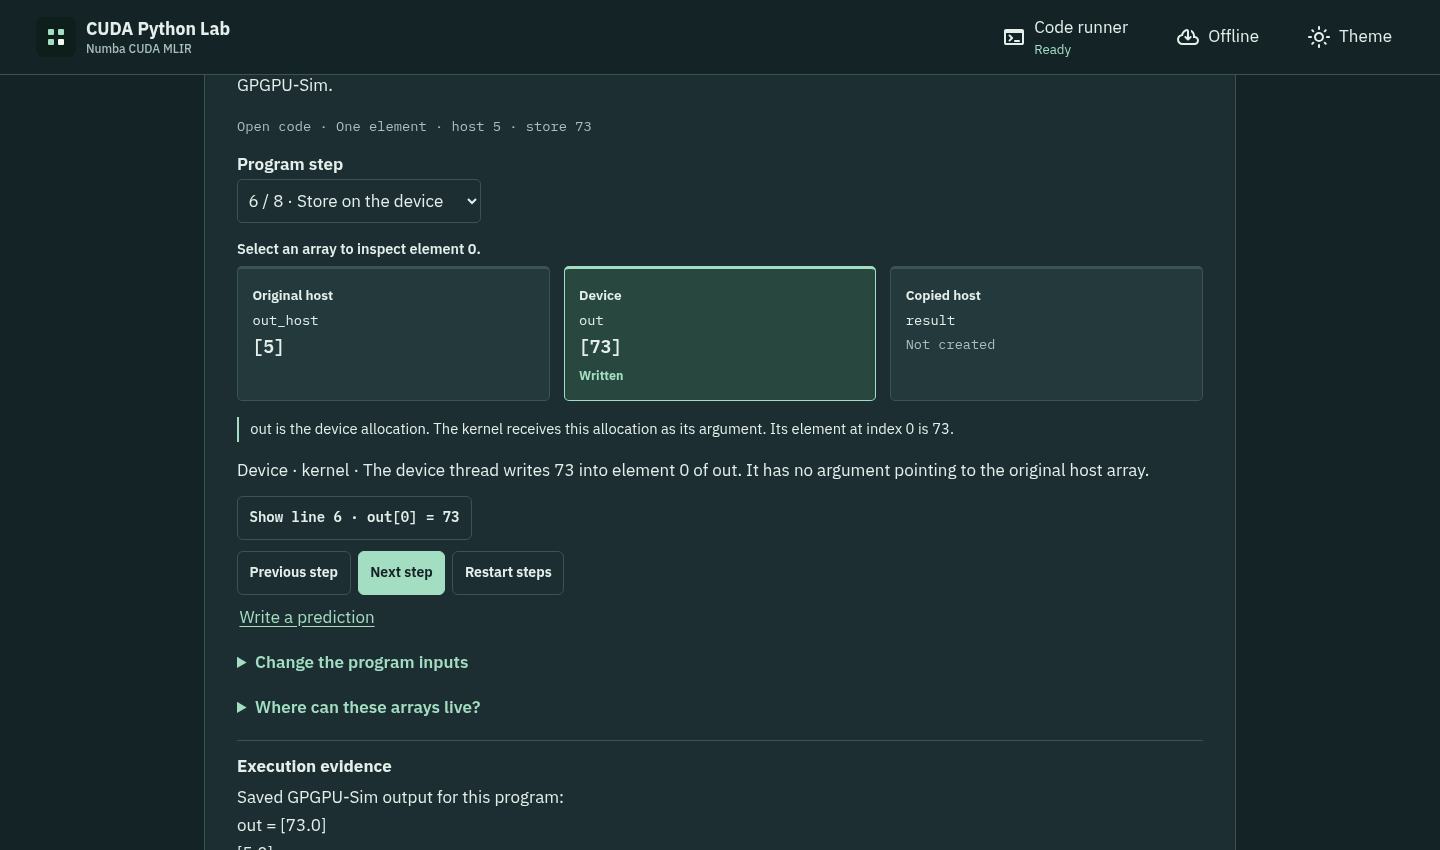 CUDA Python Lab
Numba CUDA MLIR
Code runner
Ready
Offline
Theme
GPGPU-Sim.
Open code · One element · host 5 · store 73
Program step
6 / 8 · Store on the device
Select an array to inspect element 0.
Original host
out_host
[5]
Device
out
[73]
Written
Copied host
result
Not created
out is the device allocation. The kernel receives this allocation as its argument. Its element at index 0 is 73.
Device · kernel · The device thread writes 73 into element 0 of out. It has no argument pointing to the original host array.
Show line 6 · out[0] = 73
Previous step
Next step
Restart steps
Write a prediction
Change the program inputs
Where can these arrays live?
Execution evidence
Saved GPGPU-Sim output for this program:
out = [73.0]